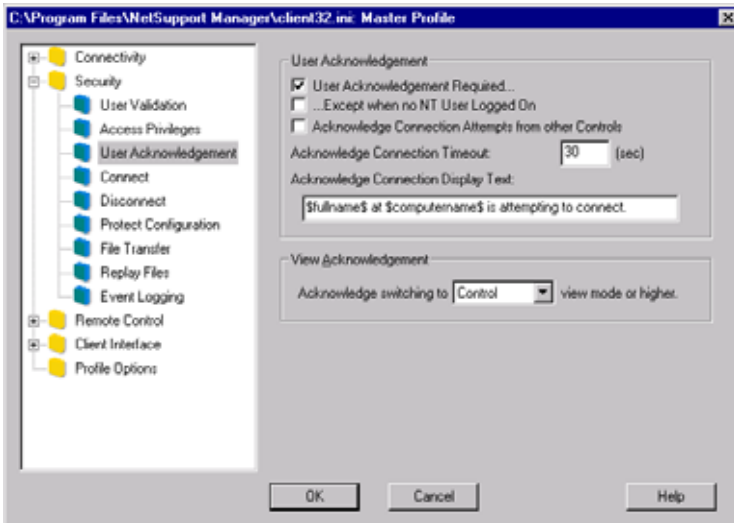 C:\Program Files\NetSupport Manager\client32.ini: Master Profile
Connectivity
Security
User Validation
Access Privileges
User Acknowledgement
Connect
Disconnect
Protect Configuration
File Transfer
Replay Files
Event Logging
Remote Control
Client Interface
Profile Options
User Acknowledgement
User Acknowledgement Required...
...Except when no NT User Logged On
Acknowledge Connection Attempts from other Controls
Acknowledge Connection Timeout: 30 (sec)
Acknowledge Connection Display Text:
$fullname$ at $computername$ is attempting to connect.
View Acknowledgement
Acknowledge switching to Control view mode or higher.
OK Cancel Help